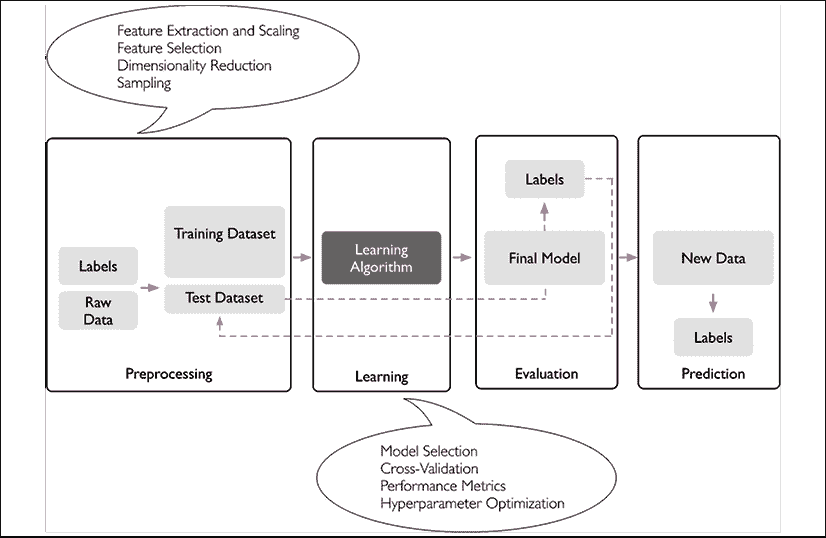 Feature Extraction and Scaling
Feature Selection
Dimensionality Reduction
Sampling
Labels
Raw
Data
Training Dataset
Test Dataset
Preprocessing
Learning
Algorithm
Learning
Labels
Final Model
Evaluation
New Data
Labels
Prediction
Model Selection
Cross-Validation
Performance Metrics
Hyperparameter Optimization